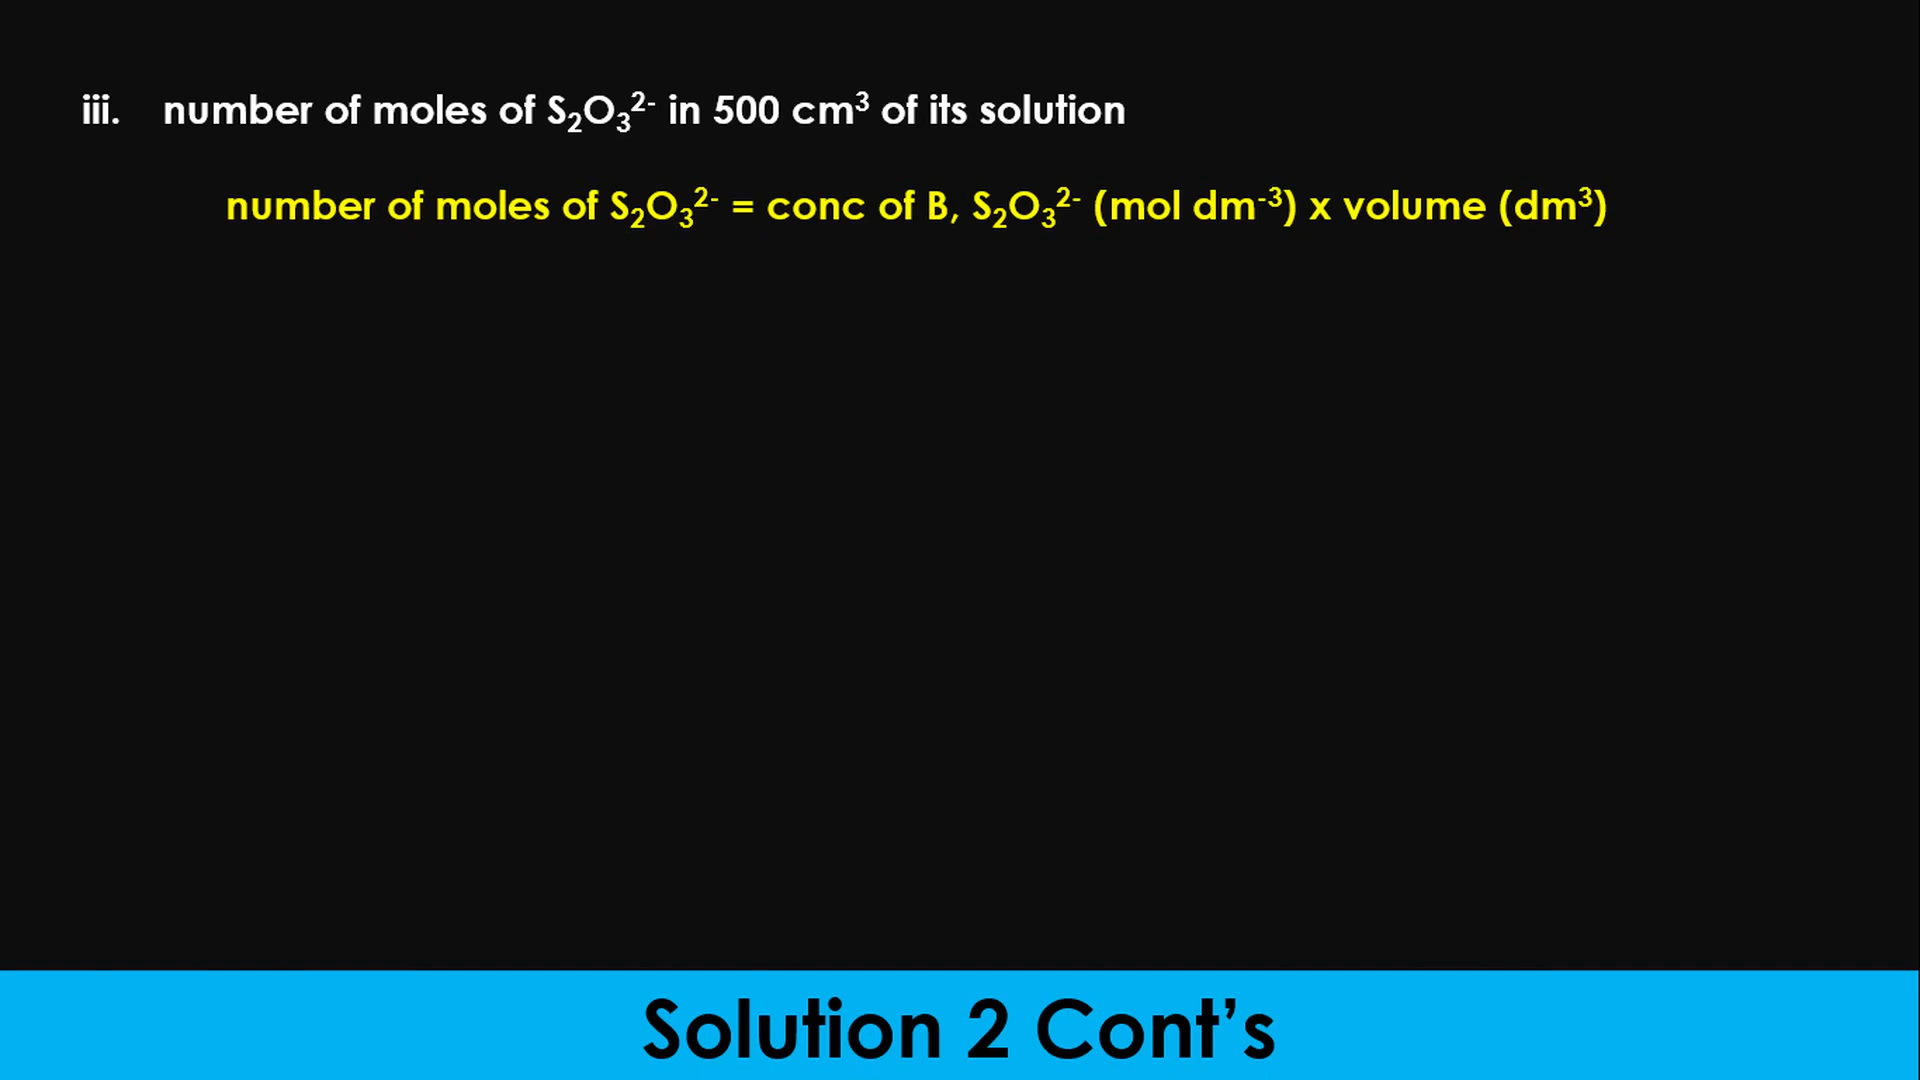 iii. number of moles of S₂O₃²⁻ in 500 cm³ of its solution
number of moles of S₂O₃²⁻ = conc of B, S₂O₃²⁻ (mol dm⁻³) x volume (dm³)
Solution 2 Cont’s